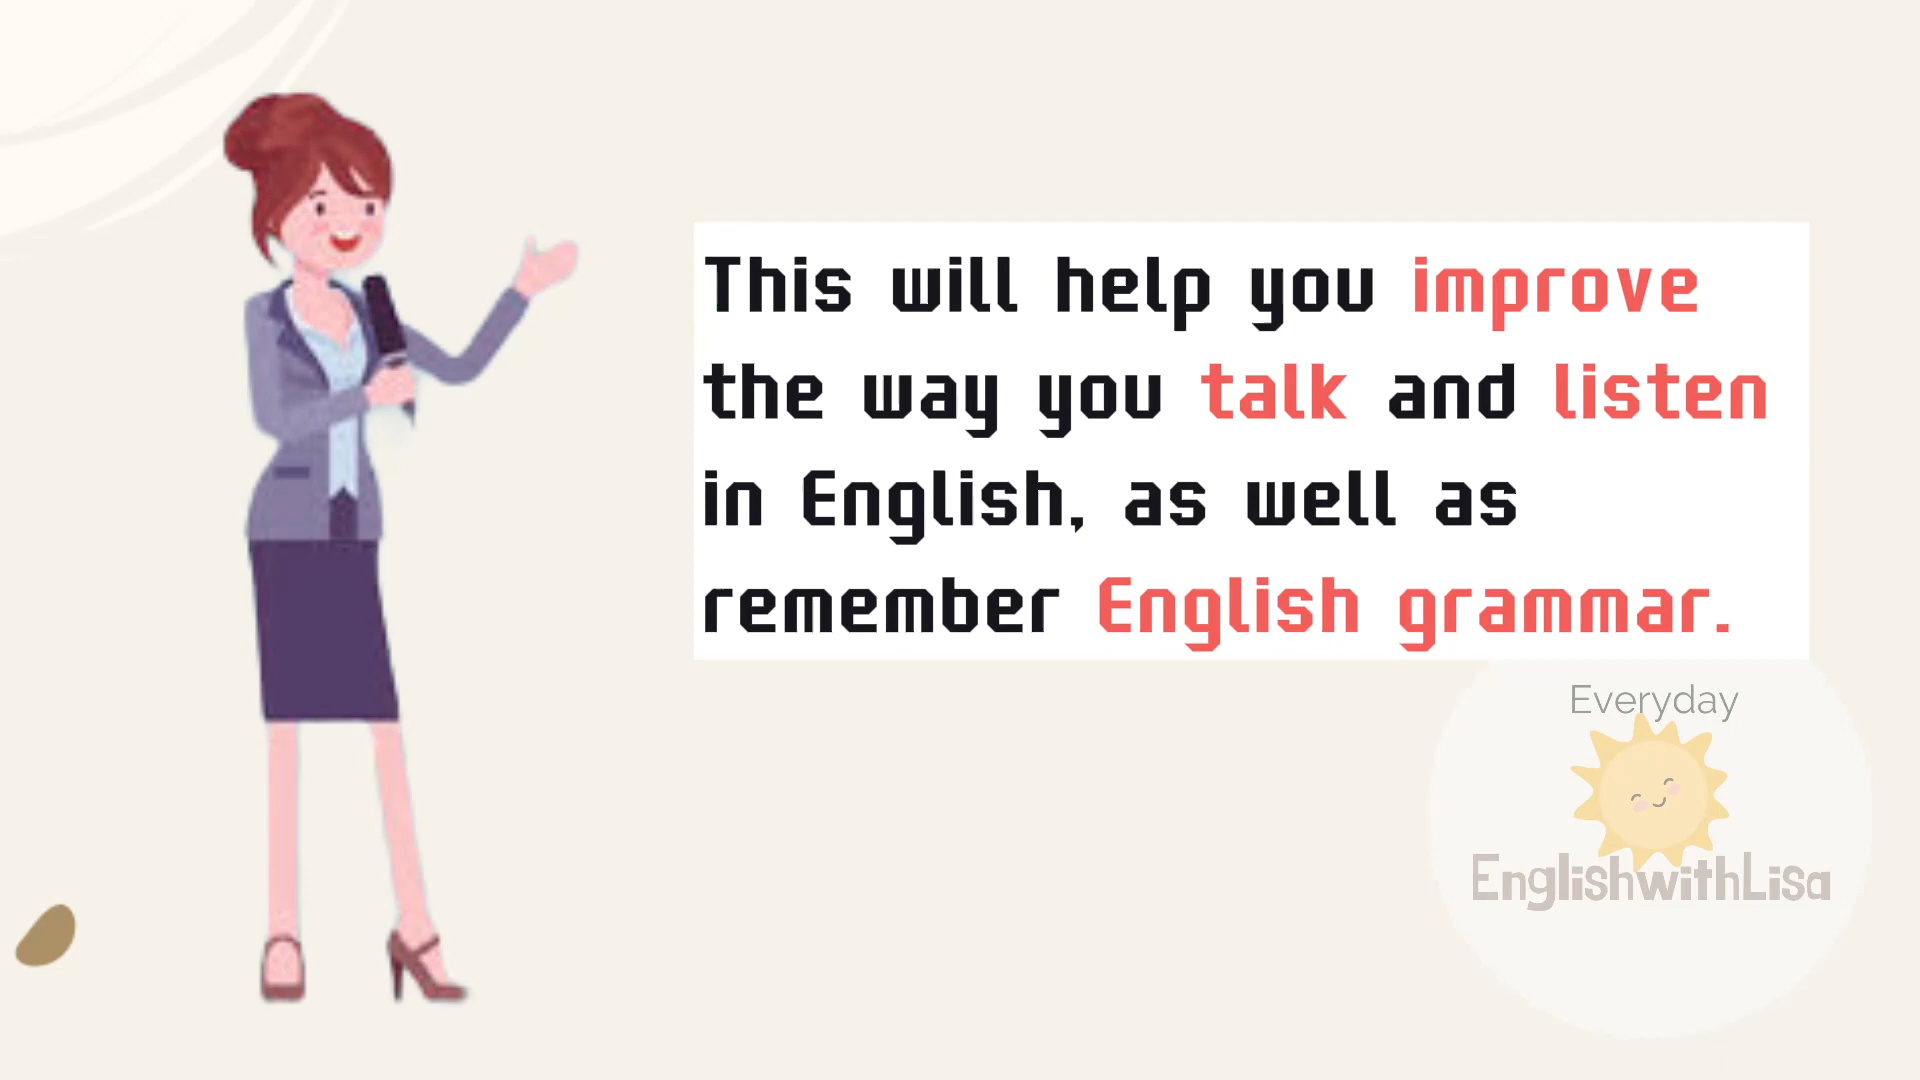 This will help you improve
the way you talk and listen
in English, as well as
remember English grammar.
Everyday
EnglishwithLisa